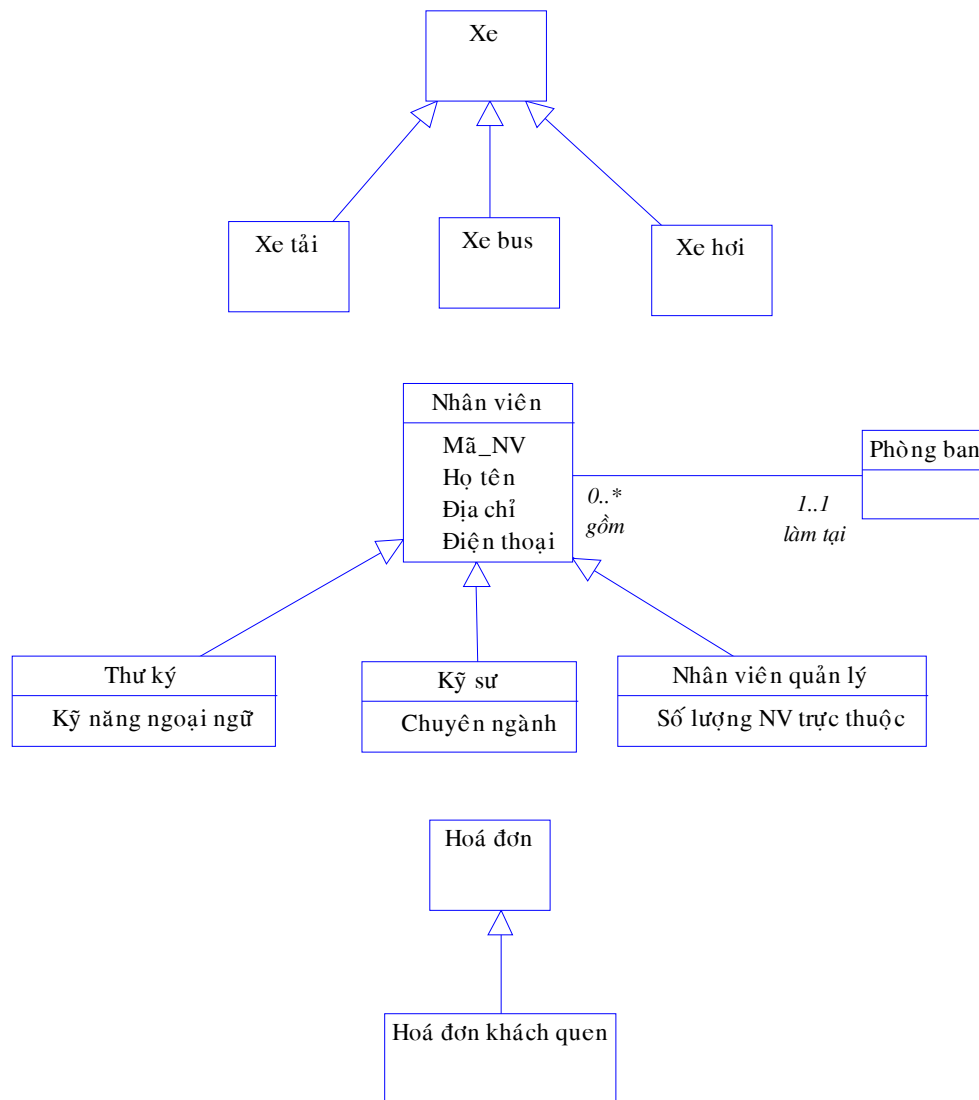 Xe
Xe tải
Xe bus
Xe hơi
Nhân viên
Mã_NV
Họ tên
Địa chỉ
Điện thoại
0..*
gồm
1..1
làm tại
Phòng ban
Thư ký
Kỹ năng ngoại ngữ
Kỹ sư
Chuyên ngành
Nhân viên quản lý
Số lượng NV trực thuộc
Hoá đơn
Hoá đơn khách quen